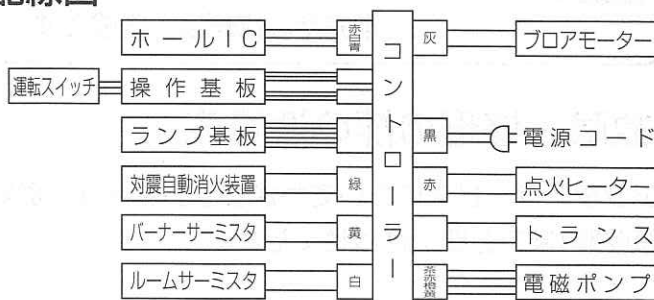 配線図
ホールIC
赤白青
コントローラー
灰
ブロアモーター
運転スイッチ
操作基板
ランプ基板
黒
電源コード
対震自動消火装置
緑
赤
点火ヒーター
バーナーサーミスタ
黄
トランス
ルームサーミスタ
白
電磁ポンプ